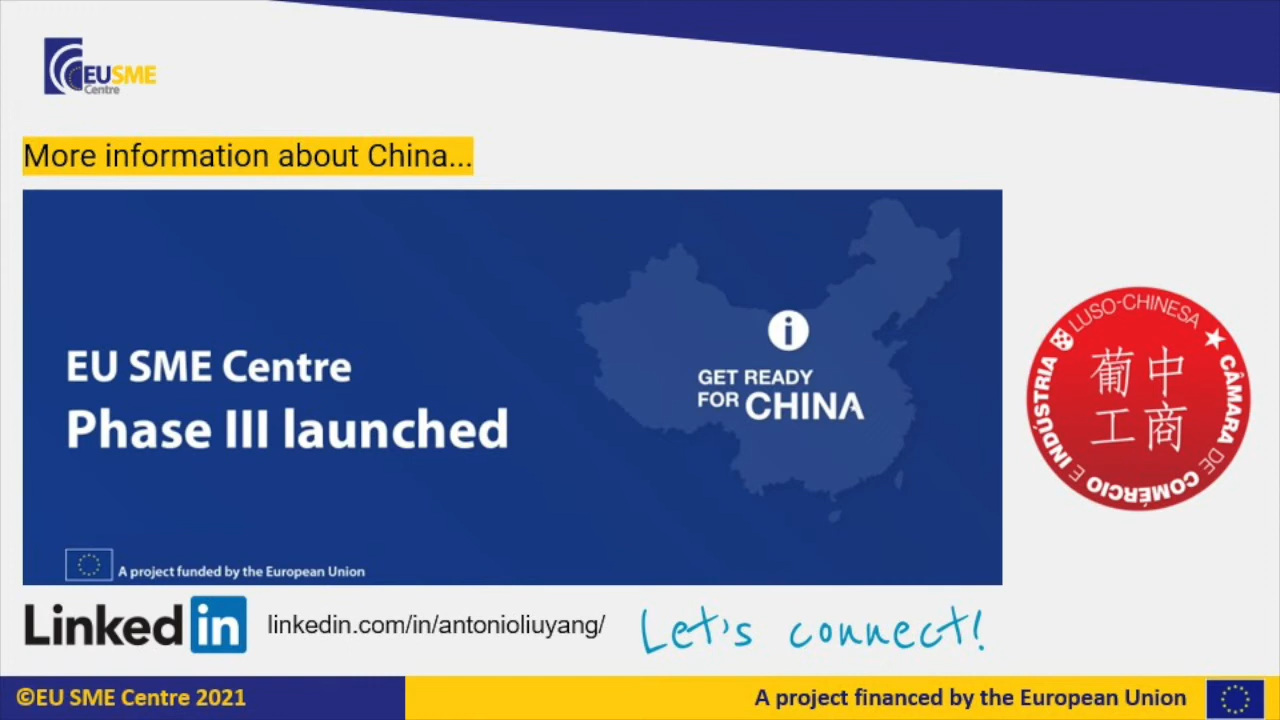 EUSME
Centre
More information about China...
EU SME Centre
Phase III launched
i
GET READY
FOR CHINA
A project funded by the European Union
LUSO-CHINESA
CÂMARA DE COMÉRCIO E INDÚSTRIA
葡中
工商
Linked in
linkedin.com/in/antonioliuyang/
Let's connect!
©EU SME Centre 2021
A project financed by the European Union